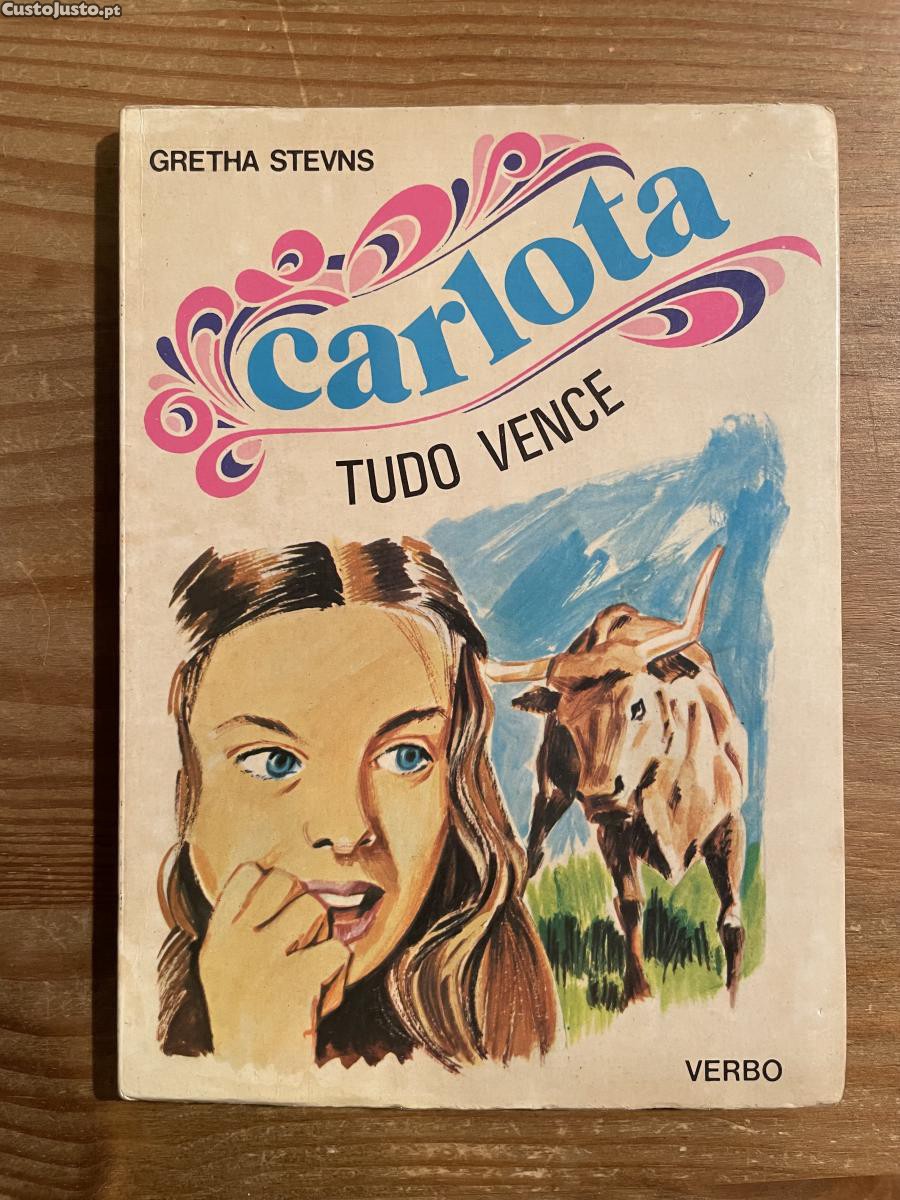 CustoJusto.pt
GRETHA STEVNS
carlota
TUDO VENCE
VERBO